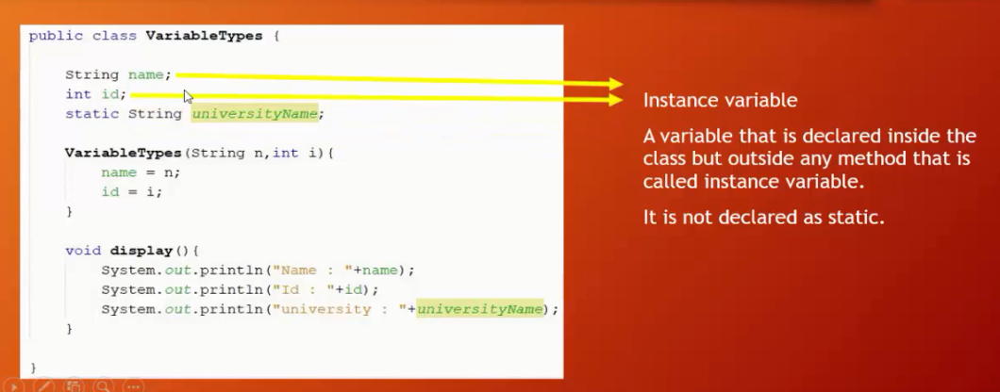 public class VariableTypes {
String name;
int id;
static String universityName;
VariableTypes(String n,int i){
name = n;
id = i;
}
void display(){
System.out.println("Name : "+name);
System.out.println("Id : "+id);
System.out.println("university : "+universityName);
}
}
Instance variable
A variable that is declared inside the
class but outside any method that is
called instance variable.
It is not declared as static.